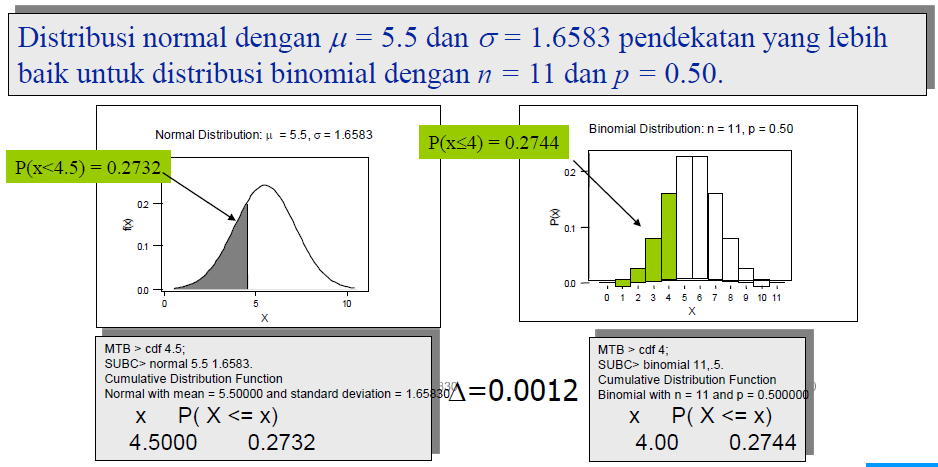 Distribusi normal dengan μ = 5.5 dan σ = 1.6583 pendekatan yang lebih
baik untuk distribusi binomial dengan n = 11 dan p = 0.50.
Normal Distribution: μ = 5.5, σ = 1.6583
P(x<4.5) = 0.2732
f(x)
0.2
0.1
0.0
0 5 10
X
Binomial Distribution: n = 11, p = 0.50
P(x≤4) = 0.2744
P(x)
0.2
0.1
0.0
0 1 2 3 4 5 6 7 8 9 10 11
X
MTB > cdf 4.5;
SUBC> normal 5.5 1.6583.
Cumulative Distribution Function
Normal with mean = 5.50000 and standard deviation = 1.65830
x P( X <= x)
4.5000 0.2732
Δ=0.0012
MTB > cdf 4;
SUBC> binomial 11,.5.
Cumulative Distribution Function
Binomial with n = 11 and p = 0.500000
x P( X <= x)
4.00 0.2744